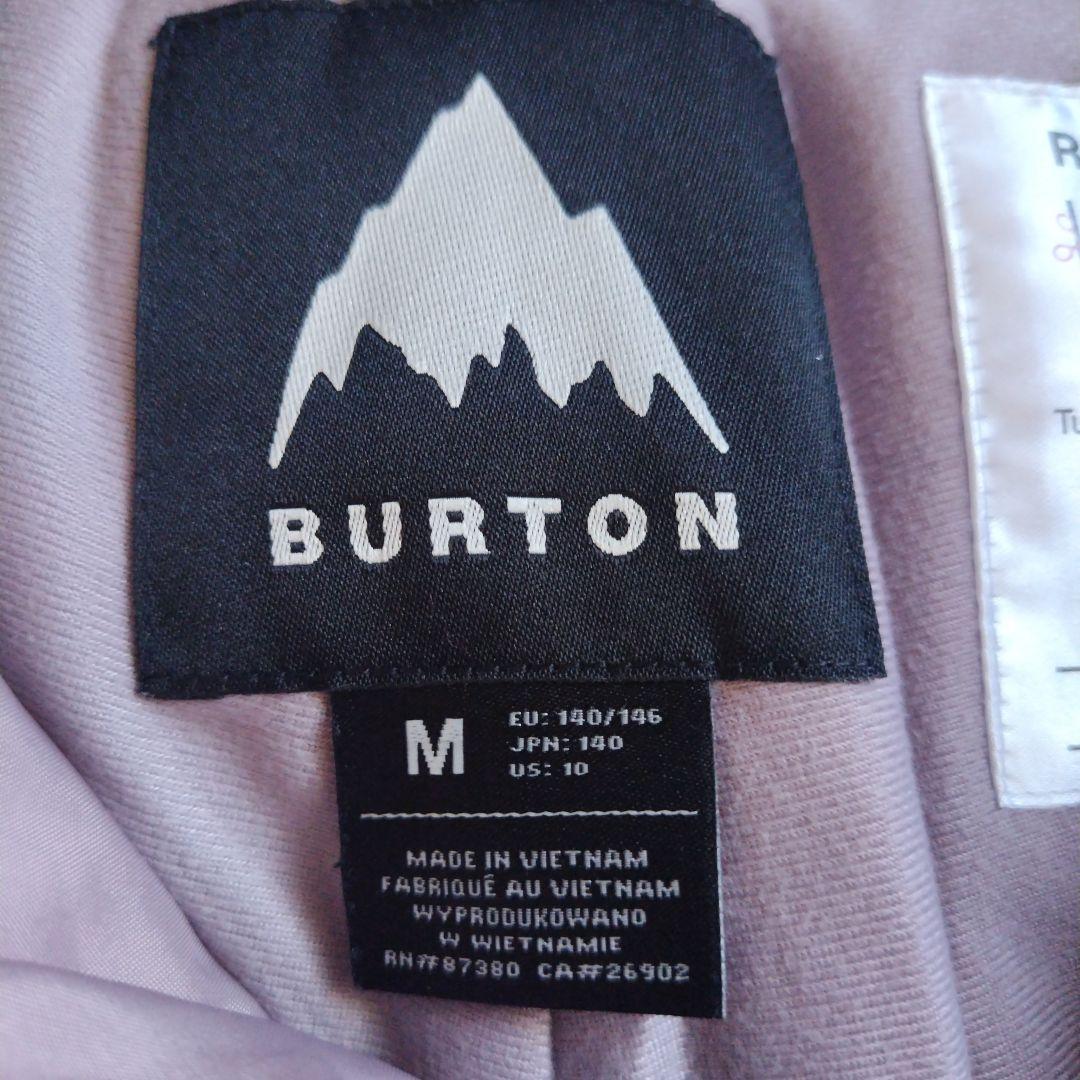 BURTON
M
EU: 140/146
JPN: 140
US: 10
MADE IN VIETNAM
FABRIQUÉ AU VIETNAM
WYPRODUKOWANO
W WIETNAMIE
RN#87380 CA#26902